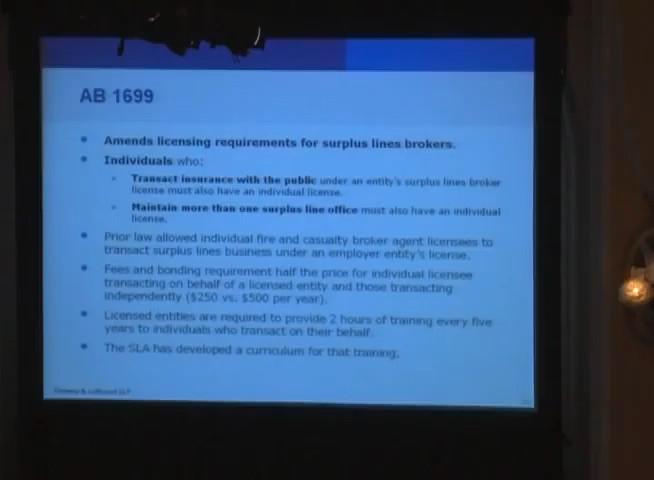 AB 1699
Amends licensing requirements for surplus lines brokers.
Individuals who:
Transact insurance with the public under an entity's surplus lines broker
license must also have an individual license.
Maintain more than one surplus line office must also have an individual
license.
Prior law allowed individual fire and casualty broker agent licensees to
transact surplus lines business under an employer entity's license.
Fees and bonding requirement half the price for individual licensee
transacting on behalf of a licensed entity and those transacting
independently ($250 vs. $500 per year).
Licensed entities are required to provide 2 hours of training every five
years to individuals who transact on their behalf.
The SLA has developed a curriculum for that training.